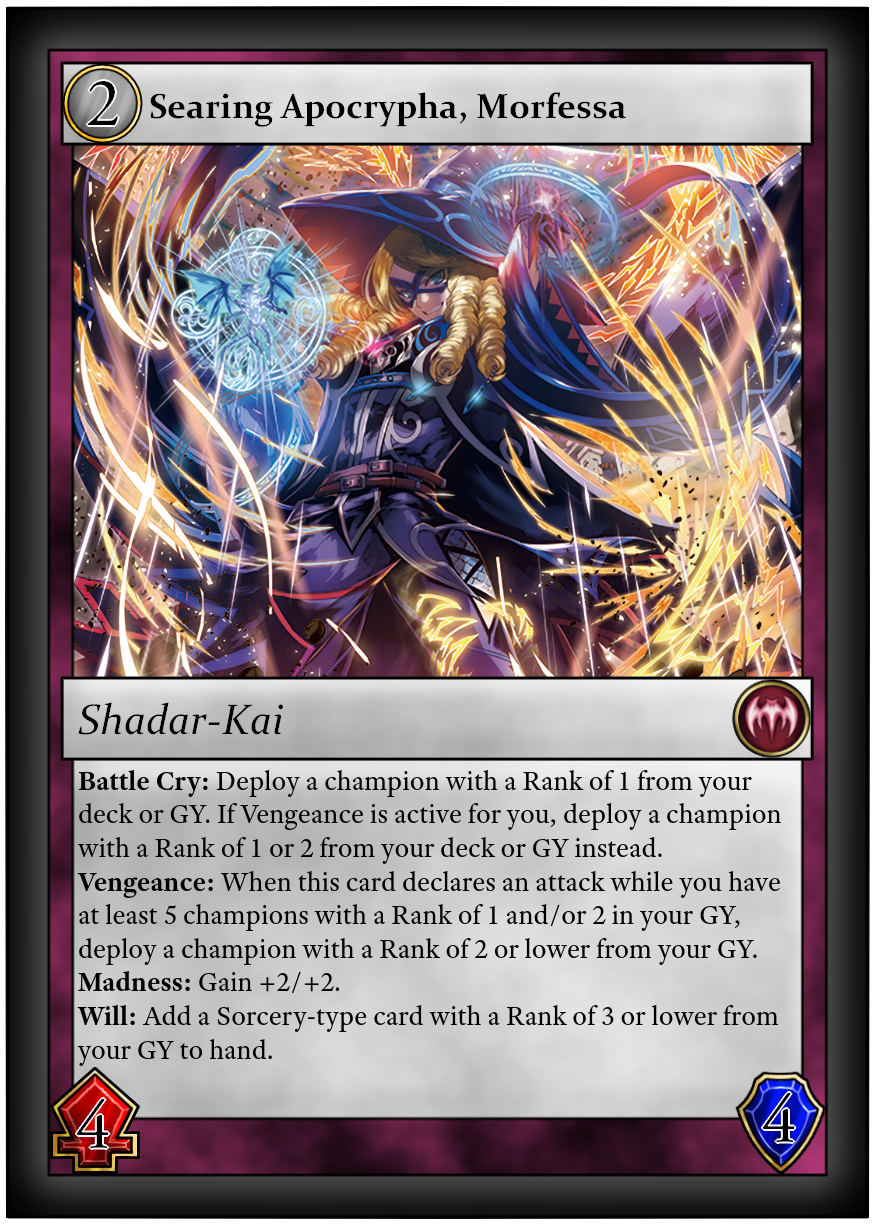 2
Searing Apocrypha, Morfessa
Shadar-Kai
Battle Cry: Deploy a champion with a Rank of 1 from your
deck or GY. If Vengeance is active for you, deploy a champion
with a Rank of 1 or 2 from your deck or GY instead.
Vengeance: When this card declares an attack while you have
at least 5 champions with a Rank of 1 and/or 2 in your GY,
deploy a champion with a Rank of 2 or lower from your GY.
Madness: Gain +2/+2.
Will: Add a Sorcery-type card with a Rank of 3 or lower from
your GY to hand.
4
4